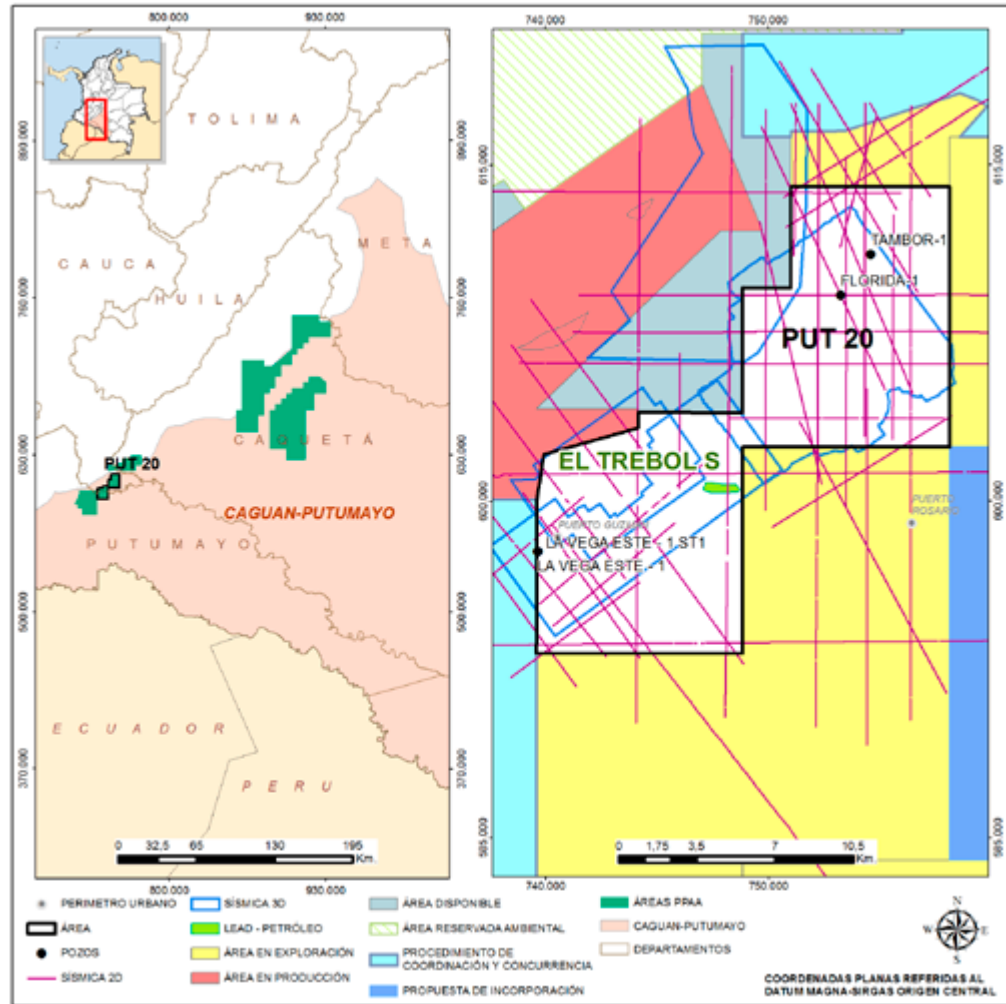 800.000
930.000
890.000
890.000
760.000
760.000
630.000
630.000
500.000
500.000
370.000
370.000
TOLIMA
META
CAUCA
HUILA
CAQUETÁ
PUT 20
CAGUAN-PUTUMAYO
PUTUMAYO
ECUADOR
PERU
0 32,5 65 130 195
Km.
800.000
930.000
740.000
750.000
615.000
615.000
TAMBOR-1
FLORIDA-1
PUT 20
EL TREBOL S
600.000
600.000
PUERTO
ROSARIO
PUERTO GUZMÁN
LA VEGA ESTE - 1 ST1
LA VEGA ESTE - 1
585.000
585.000
0 1,75 3,5 7 10,5
Km.
740.000
750.000
PERIMETRO URBANO
ÁREA
POZOS
SÍSMICA 2D
SÍSMICA 3D
LEAD - PETRÓLEO
ÁREA EN EXPLORACIÓN
ÁREA EN PRODUCCIÓN
ÁREA DISPONIBLE
ÁREA RESERVADA AMBIENTAL
PROCEDIMIENTO DE
COORDINACIÓN Y CONCURRENCIA
PROPUESTA DE INCORPORACIÓN
ÁREAS PPAA
CAGUAN-PUTUMAYO
DEPARTAMENTOS
N
W E
S
COORDENADAS PLANAS REFERIDAS AL
DATUM MAGNA-SIRGAS ORIGEN CENTRAL